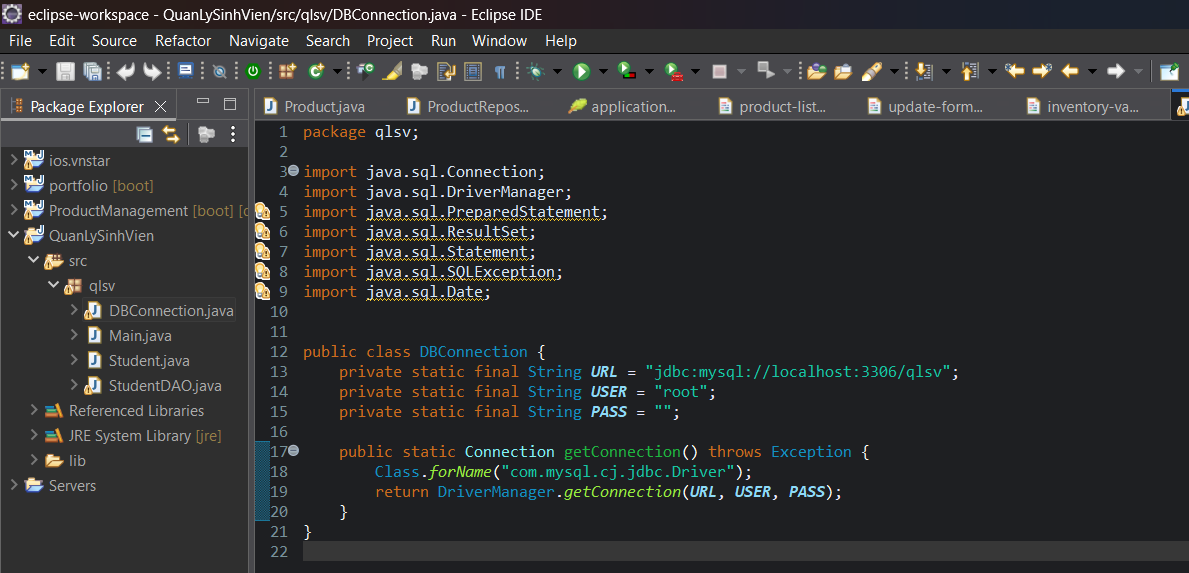 eclipse-workspace - QuanLySinhVien/src/qlsv/DBConnection.java - Eclipse IDE
File Edit Source Refactor Navigate Search Project Run Window Help
Package Explorer
Product.java ProductRepos... application... product-list... update-form... inventory-va...
ios.vnstar
portfolio [boot]
ProductManagement [boot] [
QuanLySinhVien
src
qlsv
DBConnection.java
Main.java
Student.java
StudentDAO.java
Referenced Libraries
JRE System Library [jre]
lib
Servers
1 package qlsv;
2
3 import java.sql.Connection;
4 import java.sql.DriverManager;
5 import java.sql.PreparedStatement;
6 import java.sql.ResultSet;
7 import java.sql.Statement;
8 import java.sql.SQLException;
9 import java.sql.Date;
10
11
12 public class DBConnection {
13 private static final String URL = "jdbc:mysql://localhost:3306/qlsv";
14 private static final String USER = "root";
15 private static final String PASS = "";
16
17 public static Connection getConnection() throws Exception {
18 Class.forName("com.mysql.cj.jdbc.Driver");
19 return DriverManager.getConnection(URL, USER, PASS);
20 }
21 }
22